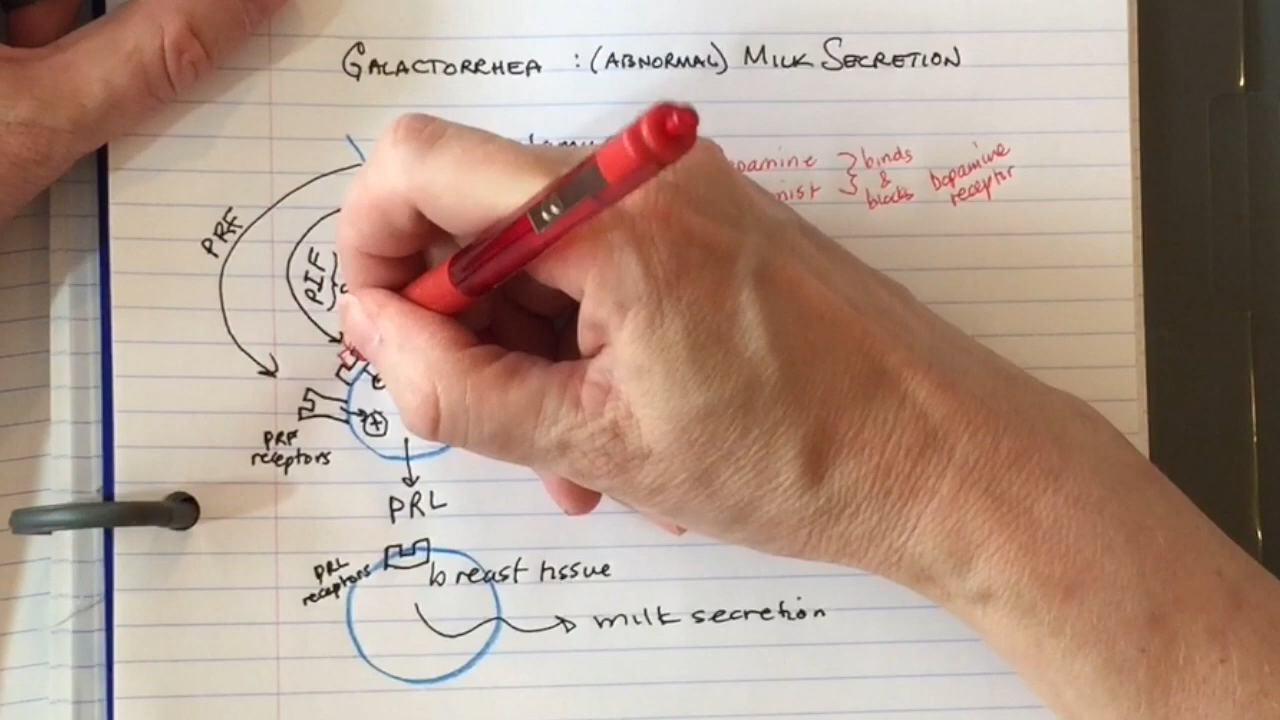 GALACTORRHEA : (ABNORMAL) MILK SECRETION
binds
&
blocks
Dopamine
receptor
PRF
PIF
PRF
receptors
PRL
PRL
receptors
breast tissue
milk secretion